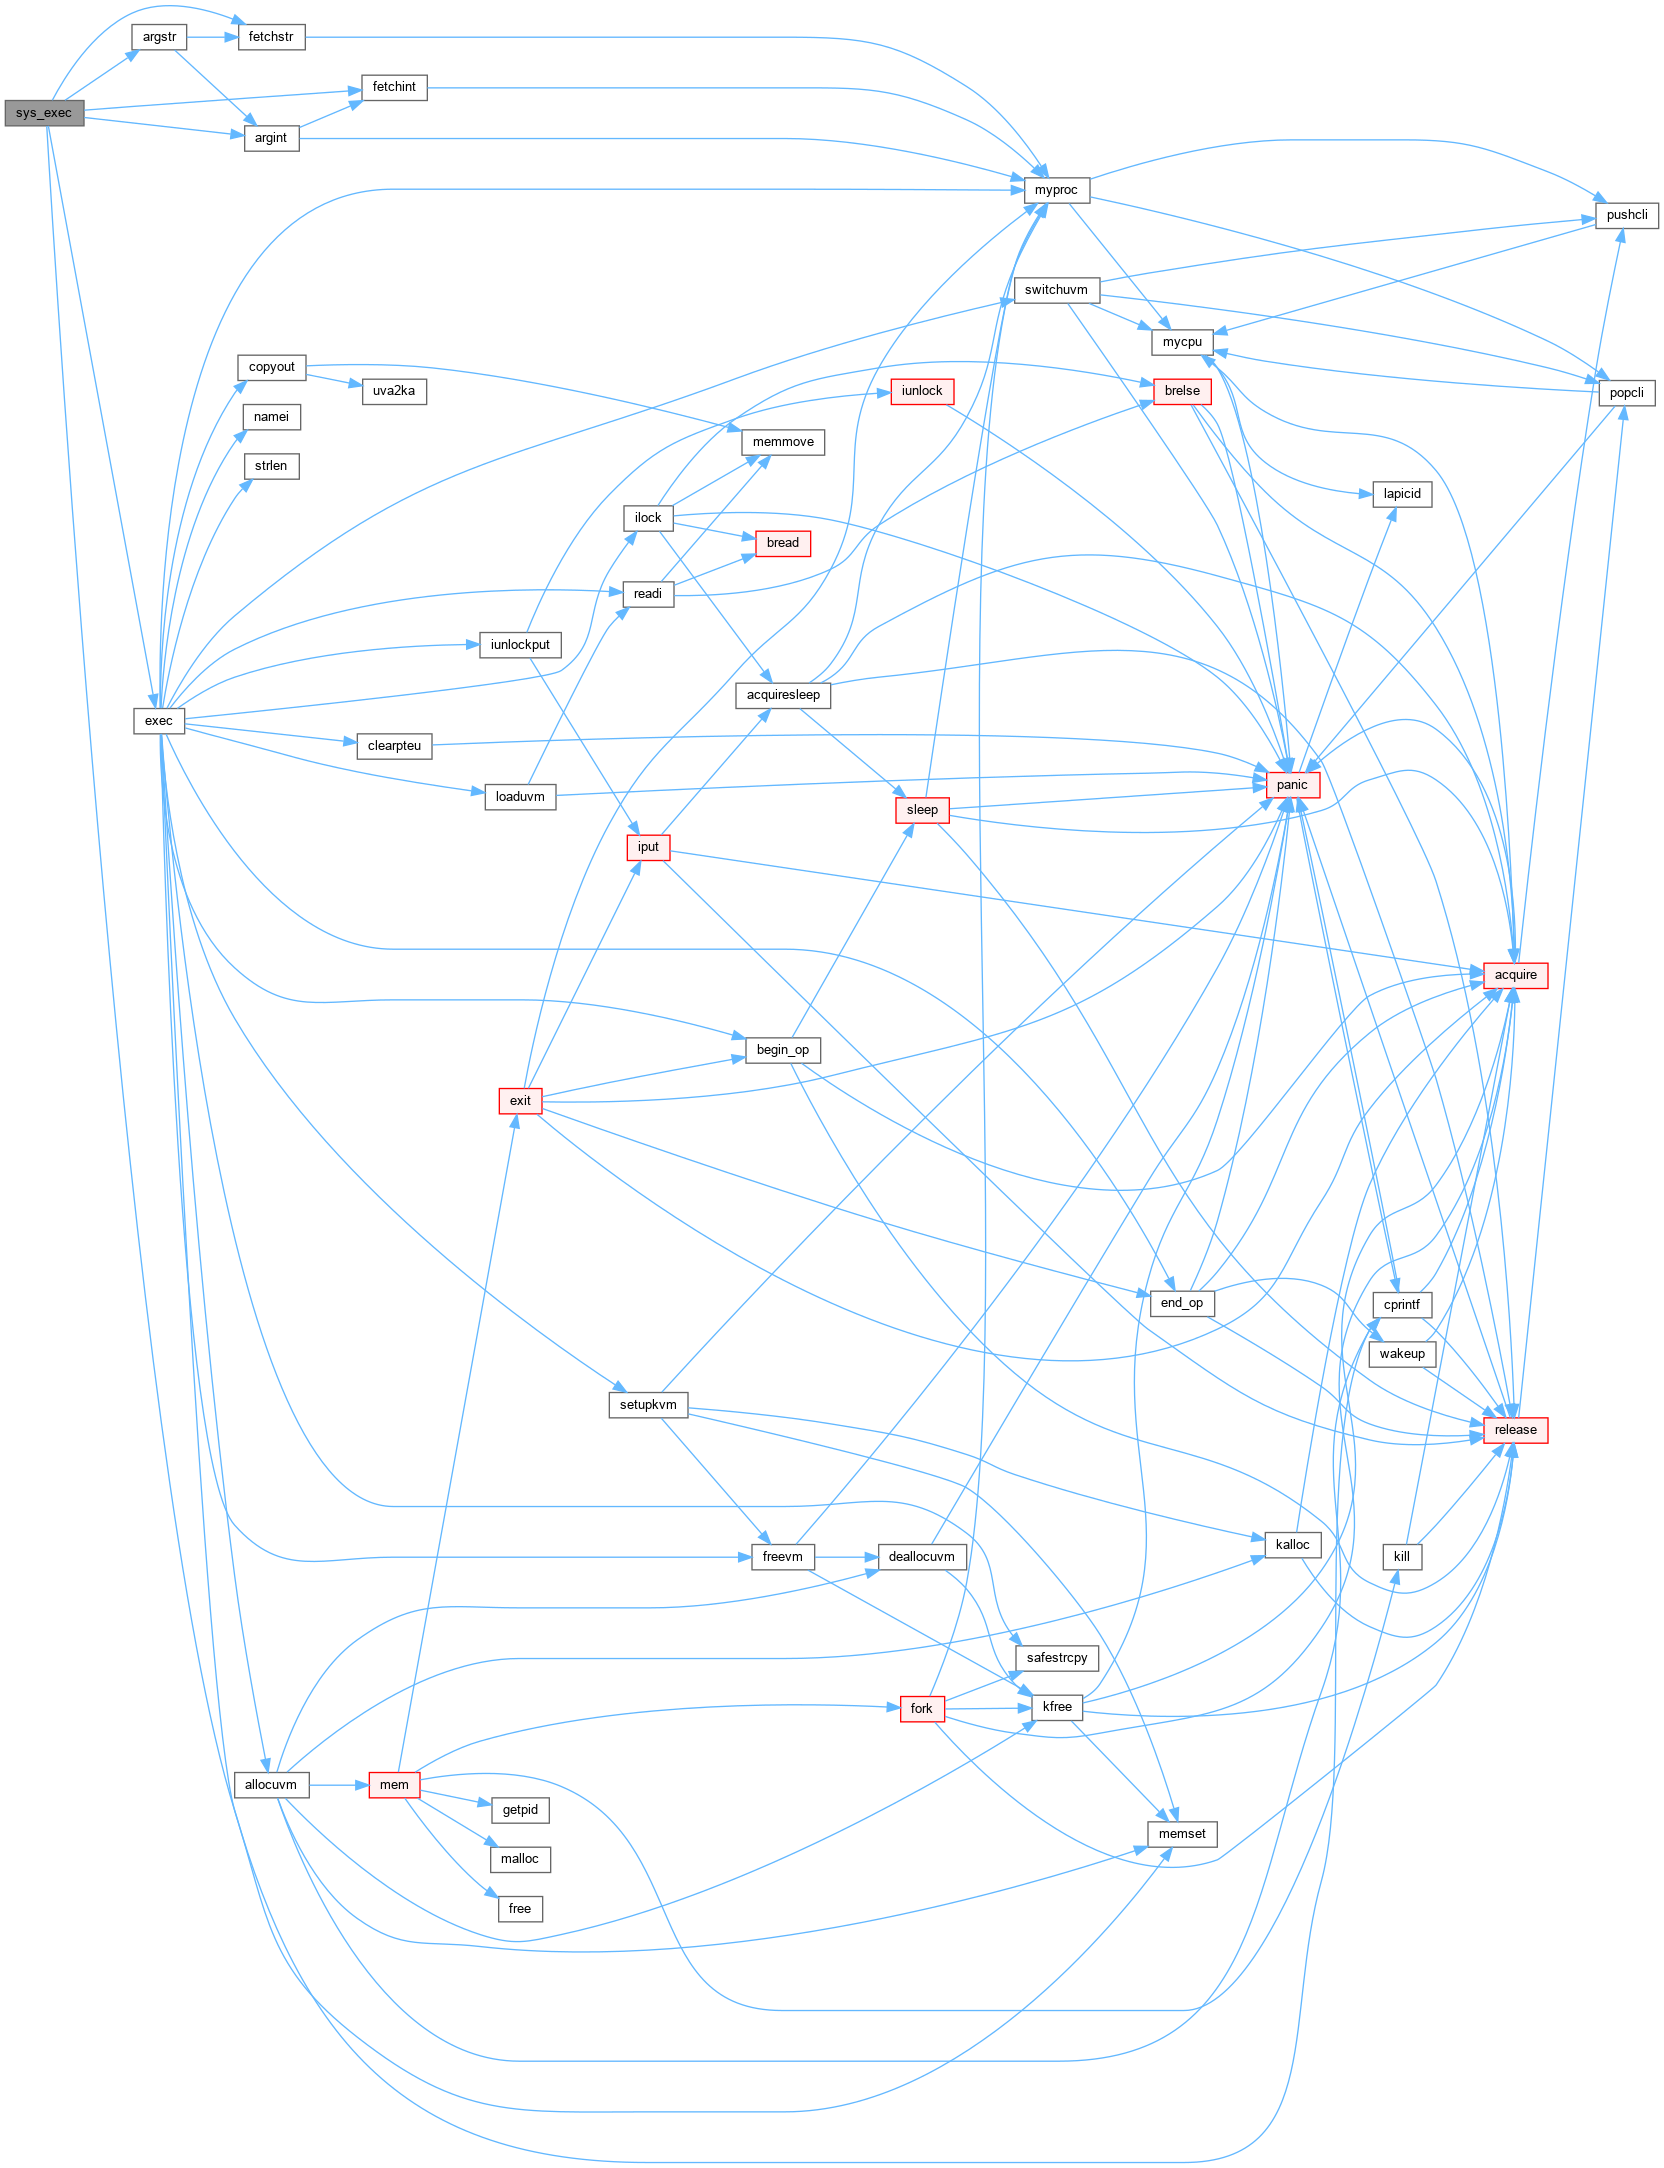 argstr
fetchstr
fetchint
sys_exec
argint
myproc
pushcli
switchuvm
mycpu
copyout
uva2ka
iunlock
brelse
popcli
namei
memmove
strlen
lapicid
ilock
bread
readi
iunlockput
acquiresleep
exec
clearpteu
panic
loaduvm
sleep
iput
acquire
begin_op
exit
end_op
cprintf
wakeup
setupkvm
release
kalloc
freevm
deallocuvm
kill
safestrcpy
fork
kfree
allocuvm
mem
getpid
memset
malloc
free